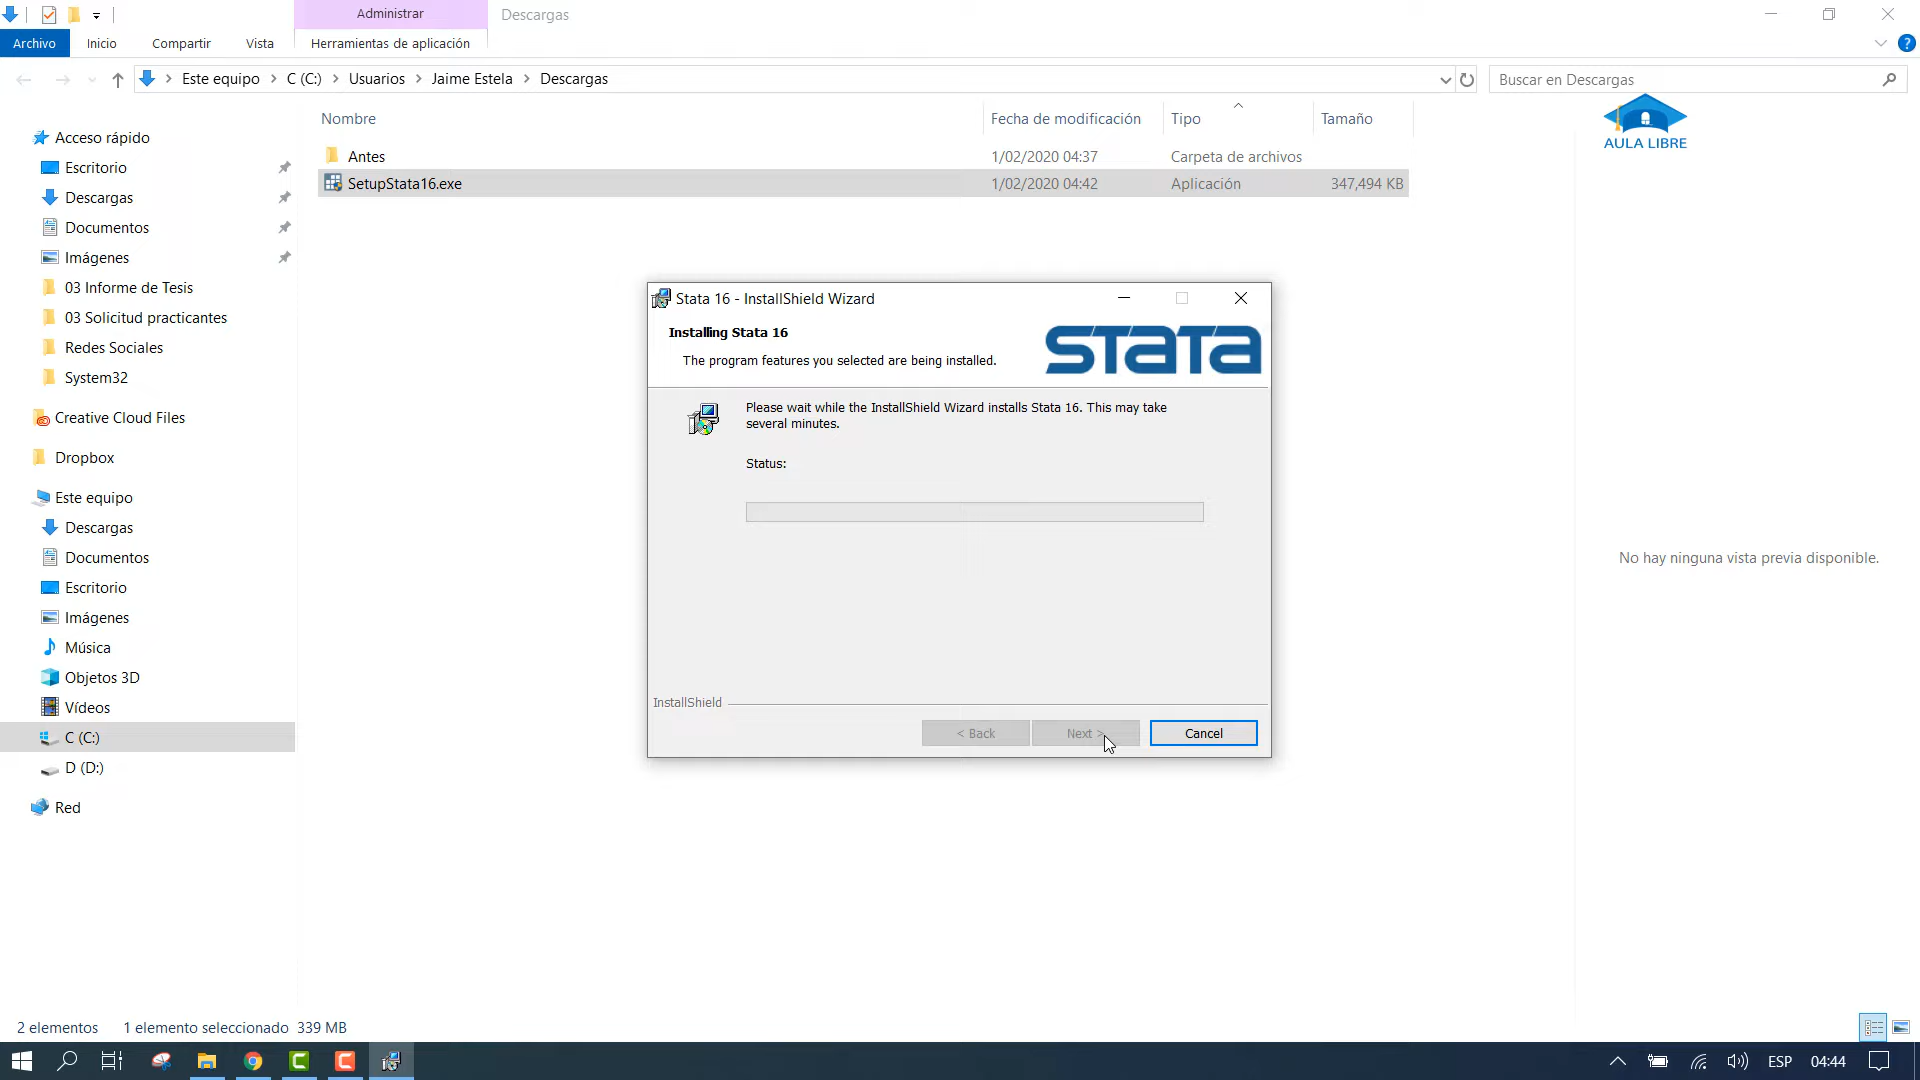 Administrar
Descargas
Archivo
Inicio
Compartir
Vista
Herramientas de aplicación
Este equipo
C (C:)
Usuarios
Jaime Estela
Descargas
Buscar en Descargas
AULA LIBRE
Nombre
Fecha de modificación
Tipo
Tamaño
Antes
1/02/2020 04:37
Carpeta de archivos
SetupStata16.exe
1/02/2020 04:42
Aplicación
347,494 KB
Acceso rápido
Escritorio
Descargas
Documentos
Imágenes
03 Informe de Tesis
03 Solicitud practicantes
Redes Sociales
System32
Creative Cloud Files
Dropbox
Este equipo
Descargas
Documentos
Escritorio
Imágenes
Música
Objetos 3D
Vídeos
C (C:)
D (D:)
Red
Stata 16 - InstallShield Wizard
Installing Stata 16
The program features you selected are being installed.
STATA
Please wait while the InstallShield Wizard installs Stata 16. This may take
several minutes.
Status:
InstallShield
< Back
Next >
Cancel
No hay ninguna vista previa disponible.
2 elementos
1 elemento seleccionado 339 MB
ESP
04:44